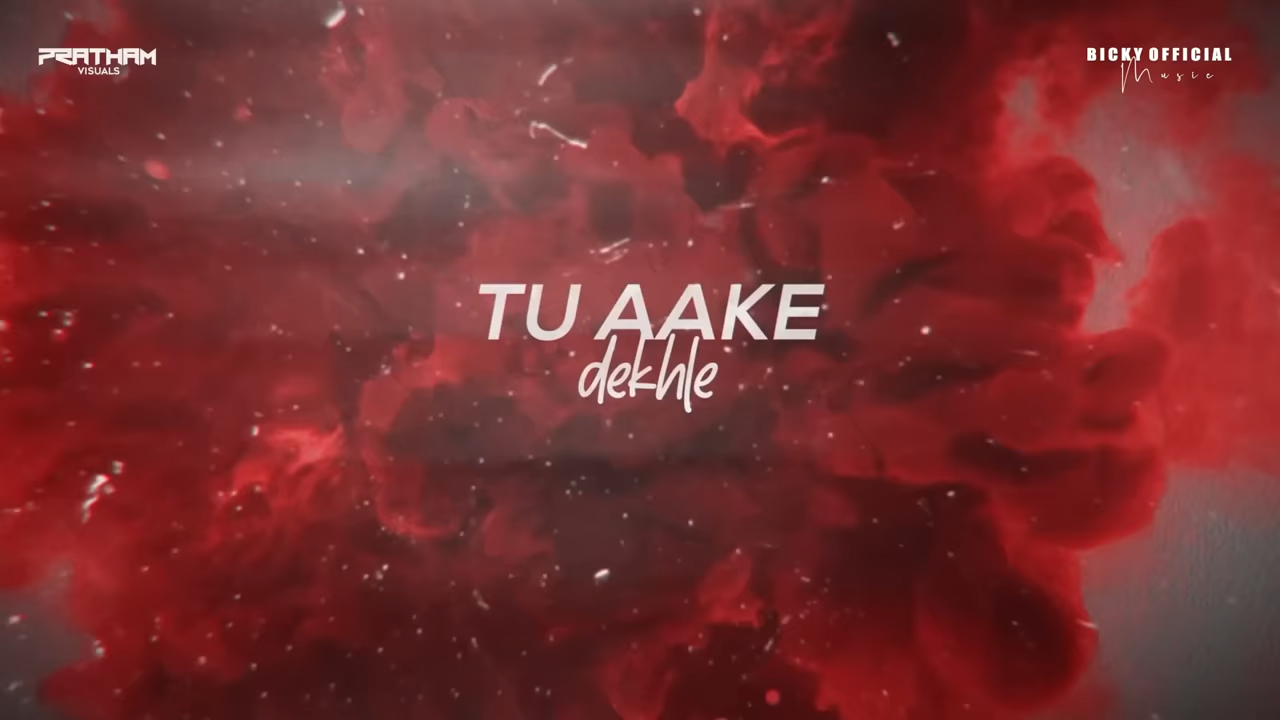 PRATHAM
VISUALS
BICKY OFFICIAL
Music
TU AAKE
dekhle